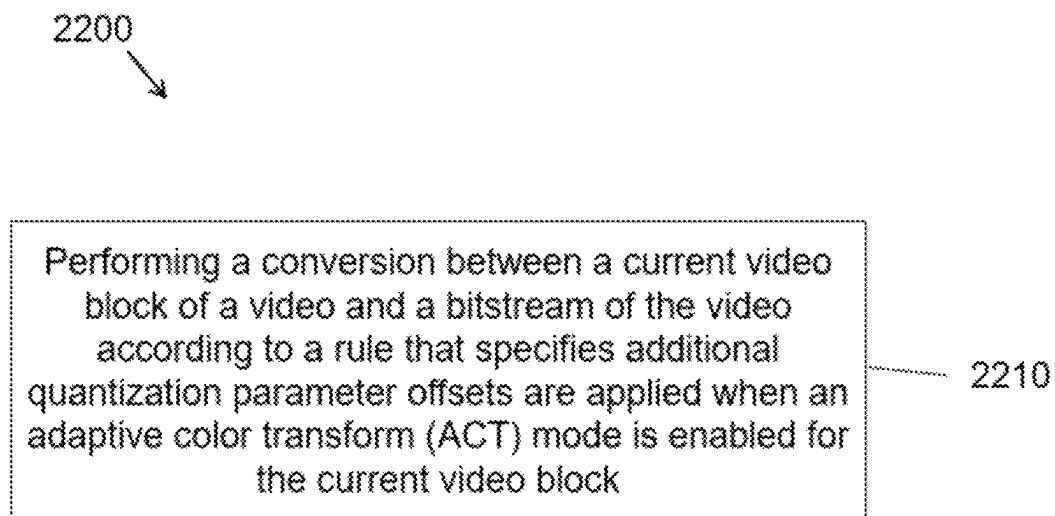 2200
Performing a conversion between a current video
block of a video and a bitstream of the video
according to a rule that specifies additional
quantization parameter offsets are applied when an
adaptive color transform (ACT) mode is enabled for
the current video block
2210